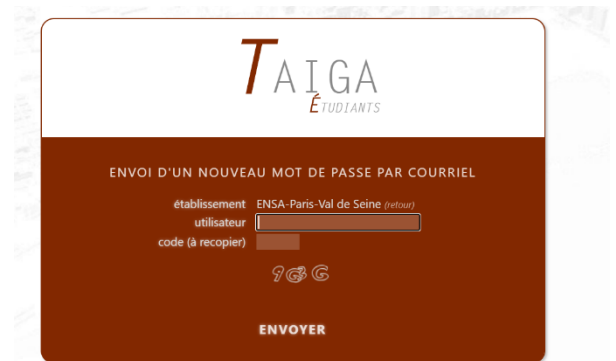 TAIGA
ÉTUDIANTS
ENVOI D'UN NOUVEAU MOT DE PASSE PAR COURRIEL
établissement ENSA-Paris-Val de Seine (retour)
utilisateur
code (à recopier)
ENVOYER